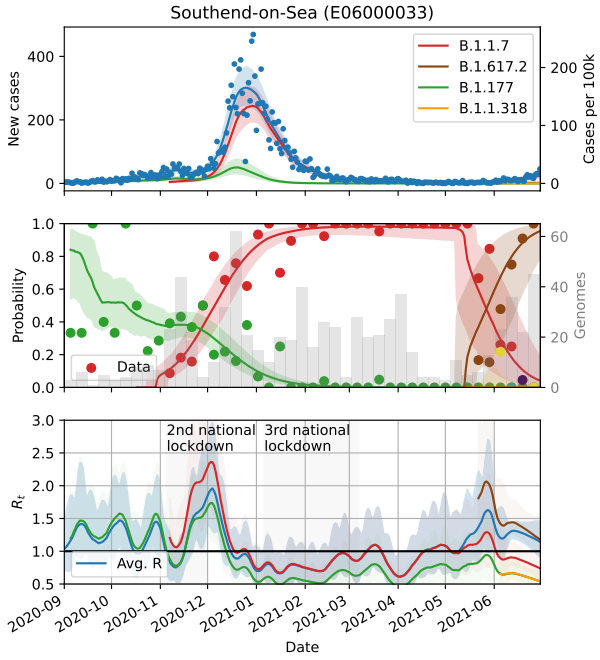 Southend-on-Sea (E06000033)
New cases
400
200
0
B.1.1.7
B.1.617.2
B.1.177
B.1.1.318
200
100
0
Cases per 100k
Probability
1.0
0.8
0.6
0.4
0.2
0.0
Data
60
40
20
0
Genomes
R_t
3.0
2.5
2.0
1.5
1.0
0.5
2nd national
lockdown
3rd national
lockdown
Avg. R
2020-09
2020-10
2020-11
2020-12
2021-01
2021-02
2021-03
2021-04
2021-05
2021-06
Date